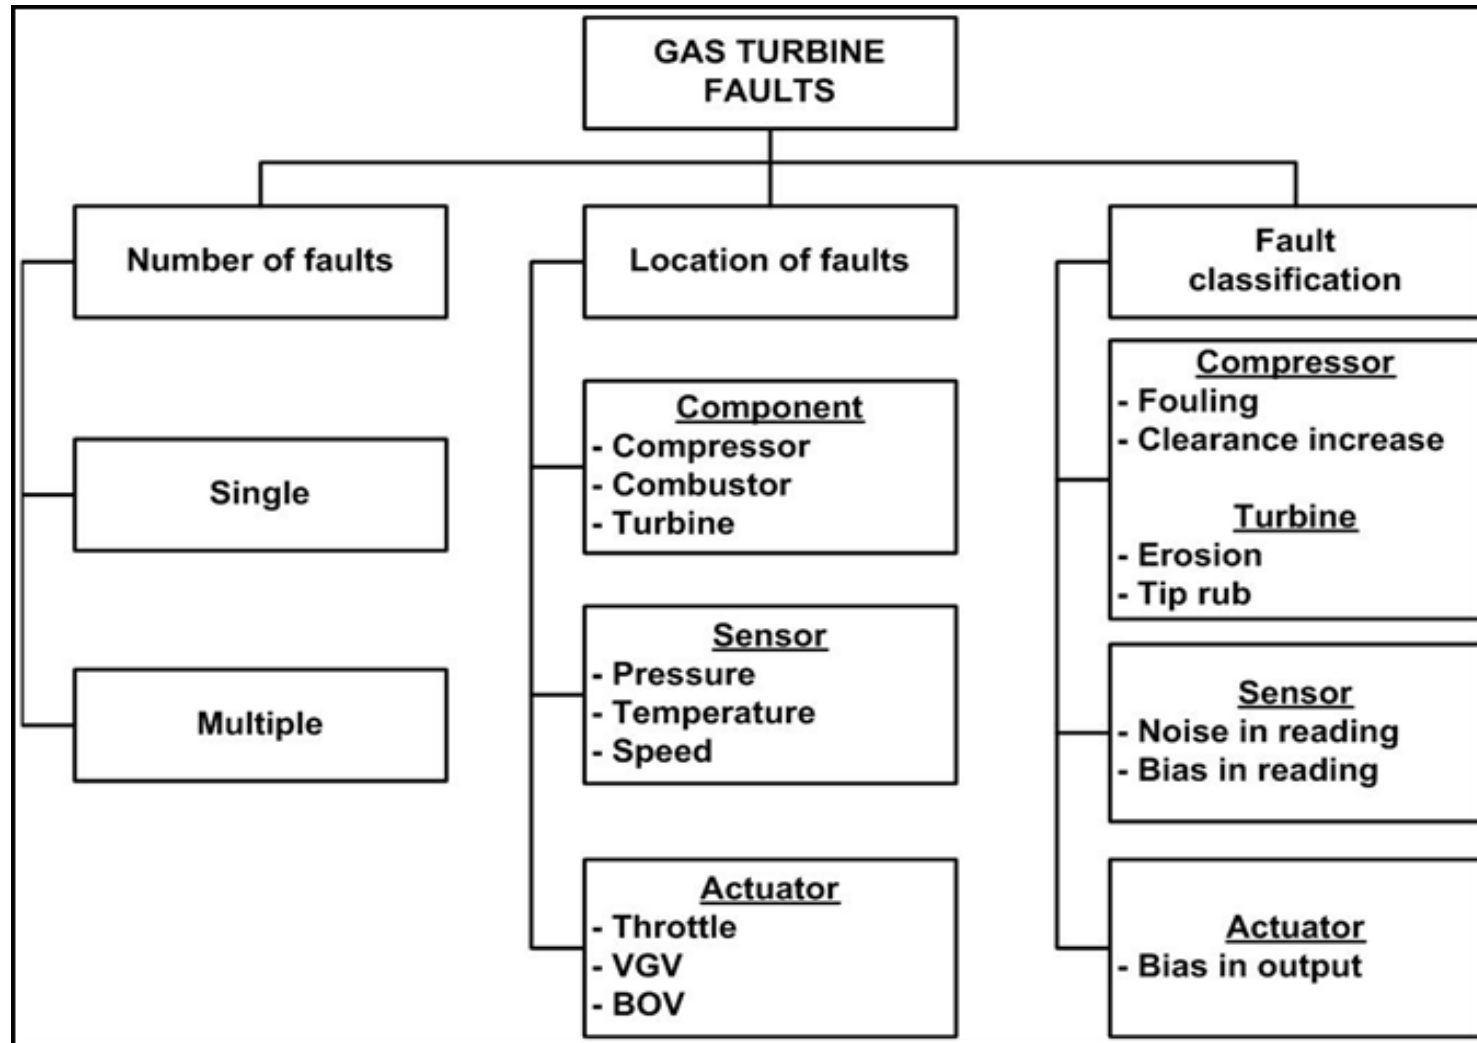 GAS TURBINE
FAULTS
Number of faults
Single
Multiple
Location of faults
Component
- Compressor
- Combustor
- Turbine
Sensor
- Pressure
- Temperature
- Speed
Actuator
- Throttle
- VGV
- BOV
Fault
classification
Compressor
- Fouling
- Clearance increase
Turbine
- Erosion
- Tip rub
Sensor
- Noise in reading
- Bias in reading
Actuator
- Bias in output